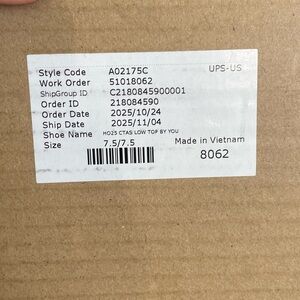 Style Code A02175C UPS-US
Work Order 51018062
ShipGroup ID C2180845900001
Order ID 218084590
Order Date 2025/10/24
Ship Date 2025/11/04
Shoe Name HO25 CTAS LOW TOP BY YOU
Size 7.5/7.5 Made in Vietnam
8062